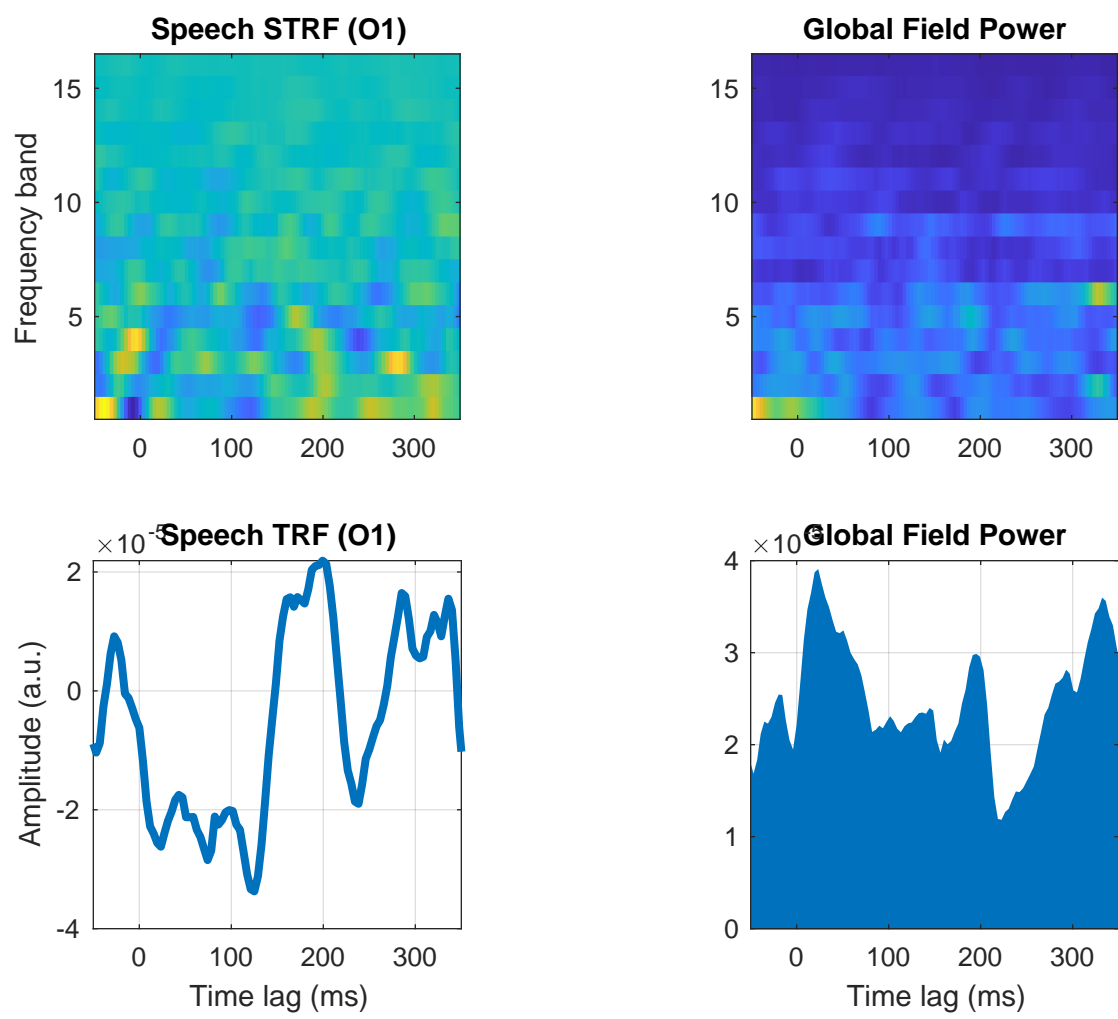 Speech STRF (O1)
Frequency band
15
10
5
0 100 200 300
Global Field Power
15
10
5
0 100 200 300
Speech TRF (O1)
×10-5
Amplitude (a.u.)
2
0
-2
-4
0 100 200 300
Time lag (ms)
Global Field Power
×10-5
4
3
2
1
0
0 100 200 300
Time lag (ms)